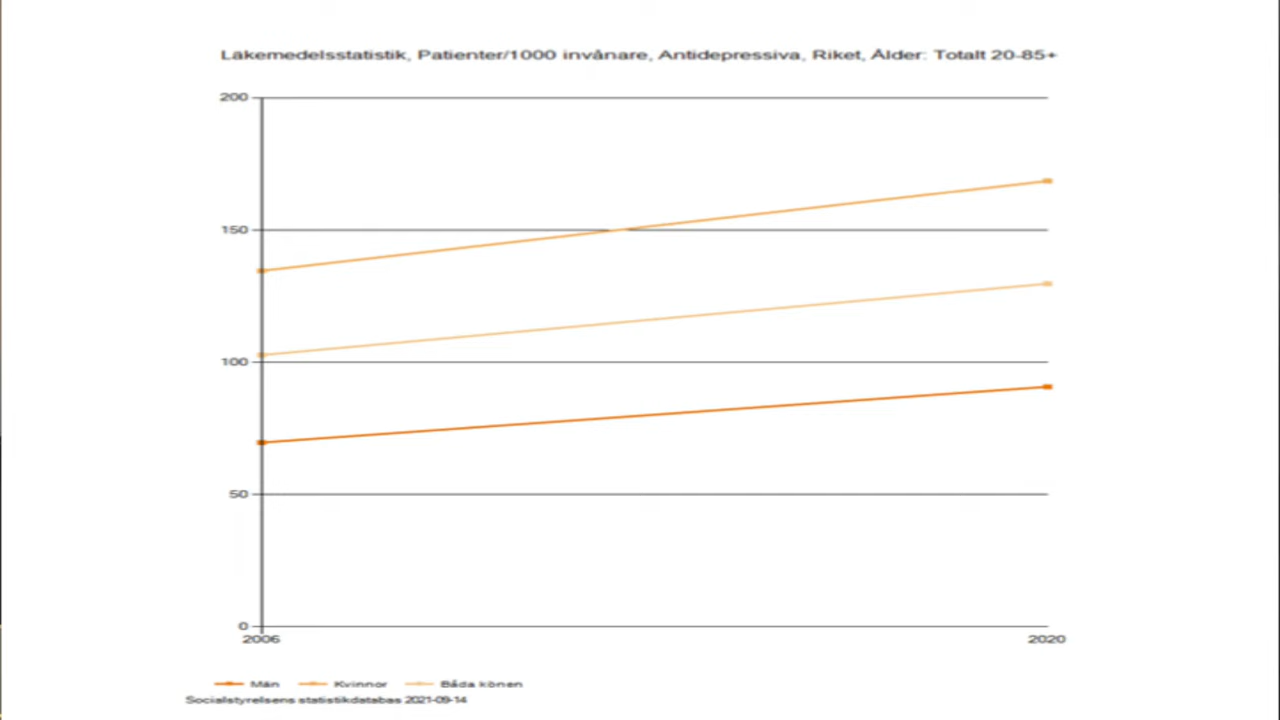 Läkemedelsstatistik, Patienter/1000 invånare, Antidepressiva, Riket, Ålder: Totalt 20-85+
200
150
100
50
0
2006 2020
Män Kvinnor Båda könen
Socialstyrelsens statistikdatabas 2021-09-14